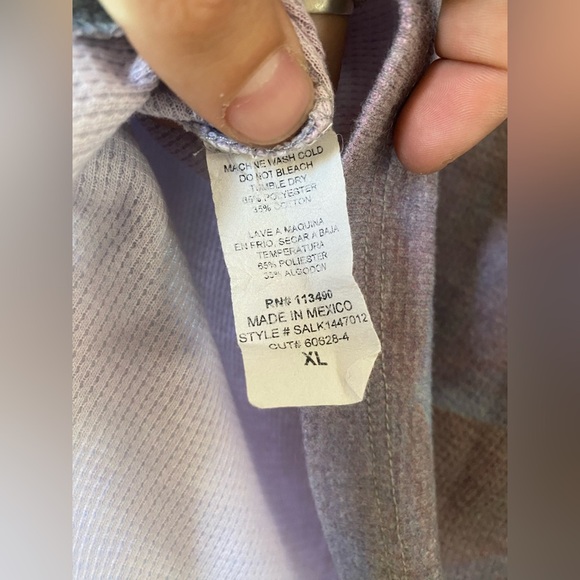 MACHINE WASH COLD
DO NOT BLEACH
TUMBLE DRY
65% POLYESTER
35% COTTON
LAVE A MAQUINA
EN FRIO, SECAR A BAJA
TEMPERATURA
65% POLIESTER
35% ALGODON
RN# 113490
MADE IN MEXICO
STYLE # SALK1447012
CUT# 60628-4
XL